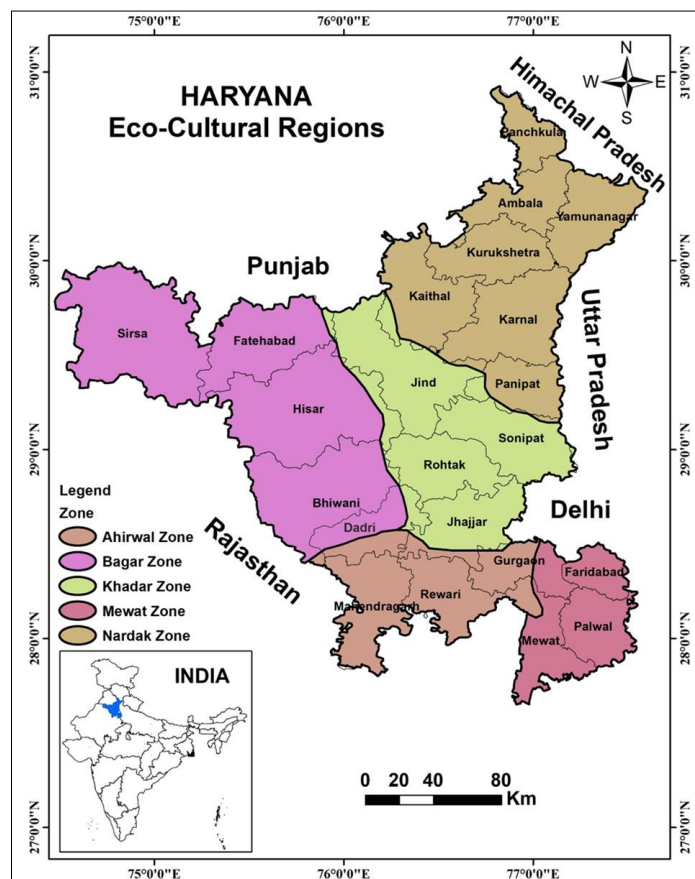 75°0'0"E 76°0'0"E 77°0'0"E
31°0'0"N 31°0'0"N
HARYANA
Eco-Cultural Regions
N
W E
S
Himachal Pradesh
Panchkula
Ambala
Yamunanagar
30°0'0"N 30°0'0"N
Punjab
Kurukshetra
Kaithal
Karnal
Uttar Pradesh
Sirsa
Fatehabad
Jind
Panipat
Hisar
Sonipat
29°0'0"N 29°0'0"N
Rohtak
Bhiwani
Dadri
Jhajjar
Delhi
Rajasthan
Legend
Zone
Ahirwal Zone
Bagar Zone
Khadar Zone
Mewat Zone
Nardak Zone
Gurgaon
Faridabad
Mahendragarh
Rewari
Mewat
Palwal
28°0'0"N 28°0'0"N
INDIA
0 20 40 80
Km
27°0'0"N 27°0'0"N
75°0'0"E 76°0'0"E 77°0'0"E